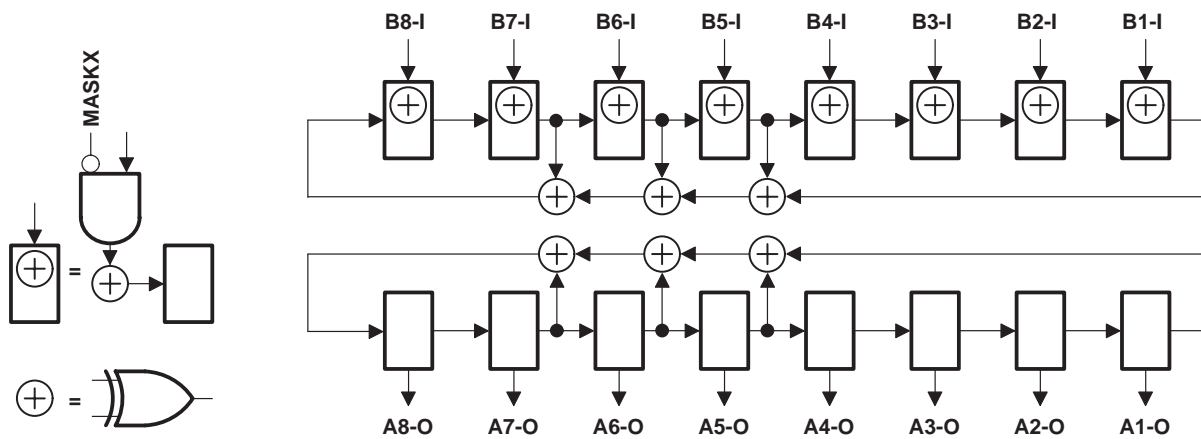 B8-I B7-I B6-I B5-I B4-I B3-I B2-I B1-I
MASKX
=
=
A8-O A7-O A6-O A5-O A4-O A3-O A2-O A1-O